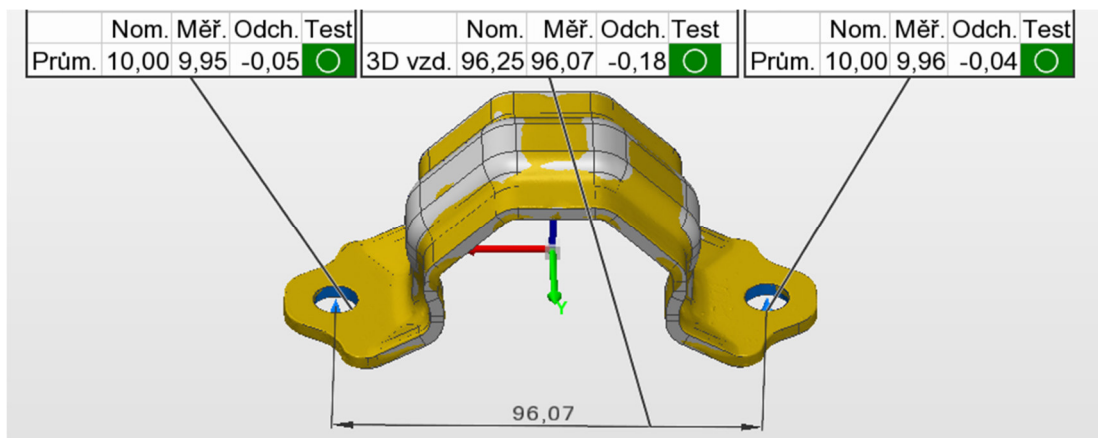 Nom. Měř. Odch. Test
Prům. 10,00 9,95 -0,05
Nom. Měř. Odch. Test
3D vzd. 96,25 96,07 -0,18
Nom. Měř. Odch. Test
Prům. 10,00 9,96 -0,04
Y
96,07